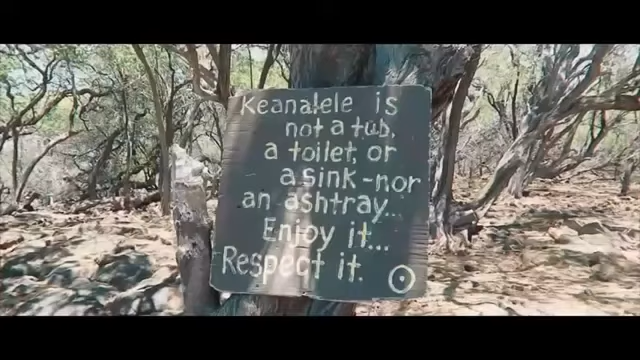 Keanalele is
not a tub,
a toilet, or
a sink-nor
an ashtray...
Enjoy it...
Respect it.